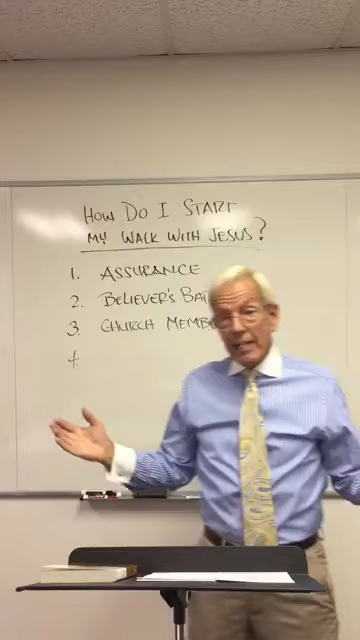 HOW DO I START
MY WALK WITH JESUS?
1. ASSURANCE
2. BELIEVER'S
3. CHURCH
4.